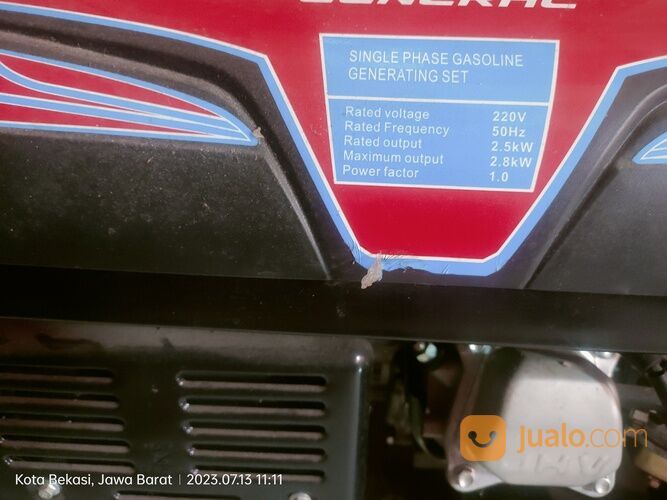 SINGLE PHASE GASOLINE
GENERATING SET
Rated voltage 220V
Rated Frequency 50Hz
Rated output 2.5kW
Maximum output 2.8kW
Power factor 1.0
jualo.com
Kota Bekasi, Jawa Barat | 2023.07.13 11:11